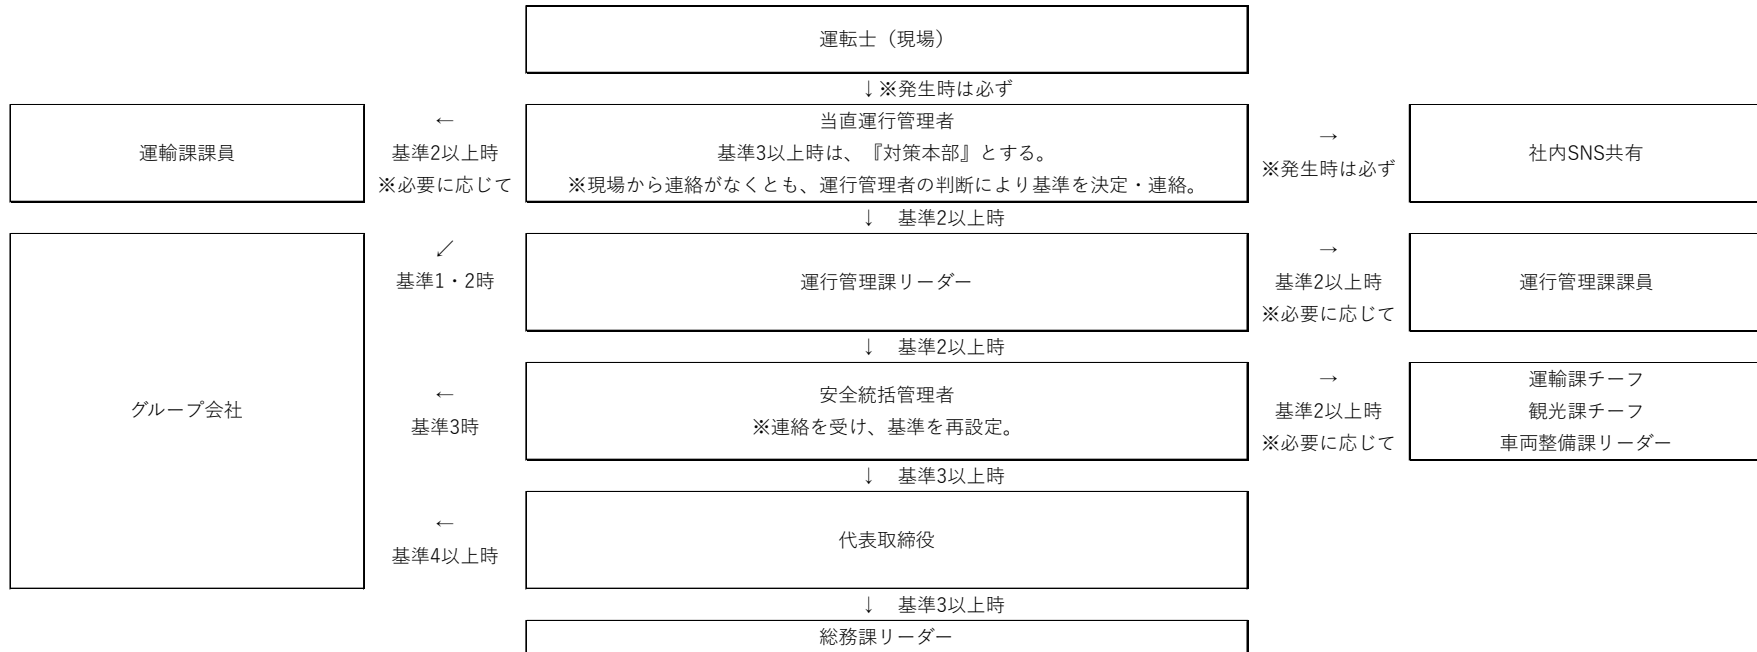 運転士（現場）
↓※発生時は必ず
運輸課課員
←
基準2以上時
※必要に応じて
当直運行管理者
基準3以上時は、『対策本部』とする。
※現場から連絡がなくとも、運行管理者の判断により基準を決定・連絡。
→
※発生時は必ず
社内SNS共有
↓　基準2以上時
グループ会社
↙
基準1・2時
運行管理課リーダー
→
基準2以上時
※必要に応じて
運行管理課課員
↓　基準2以上時
←
基準3時
安全統括管理者
※連絡を受け、基準を再設定。
→
基準2以上時
※必要に応じて
運輸課チーフ
観光課チーフ
車両整備課リーダー
↓　基準3以上時
←
基準4以上時
代表取締役
↓　基準3以上時
総務課リーダー